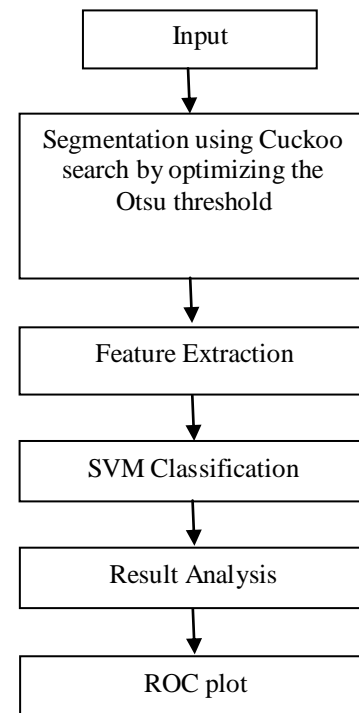 Input
Segmentation using Cuckoo
search by optimizing the
Otsu threshold
Feature Extraction
SVM Classification
Result Analysis
ROC plot